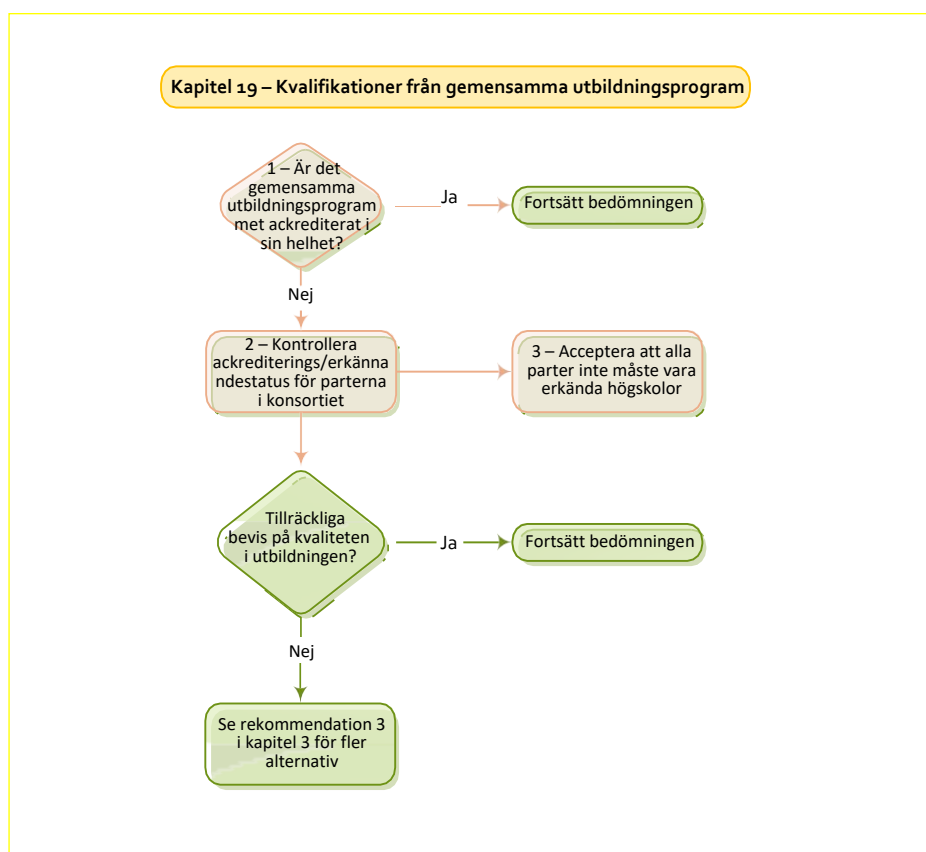 Kapitel 19 – Kvalifikationer från gemensamma utbildningsprogram
1 – Är det
gemensamma
utbildningsprogram
met ackrediterat i
sin helhet?
Ja
Fortsätt bedömningen
Nej
2 – Kontrollera
ackrediterings/erkänna
ndestatus för parterna
i konsortiet
3 – Acceptera att alla
parter inte måste vara
erkända högskolor
Tillräckliga
bevis på kvaliteten
i utbildningen?
Ja
Fortsätt bedömningen
Nej
Se rekommendation 3
i kapitel 3 för fler
alternativ